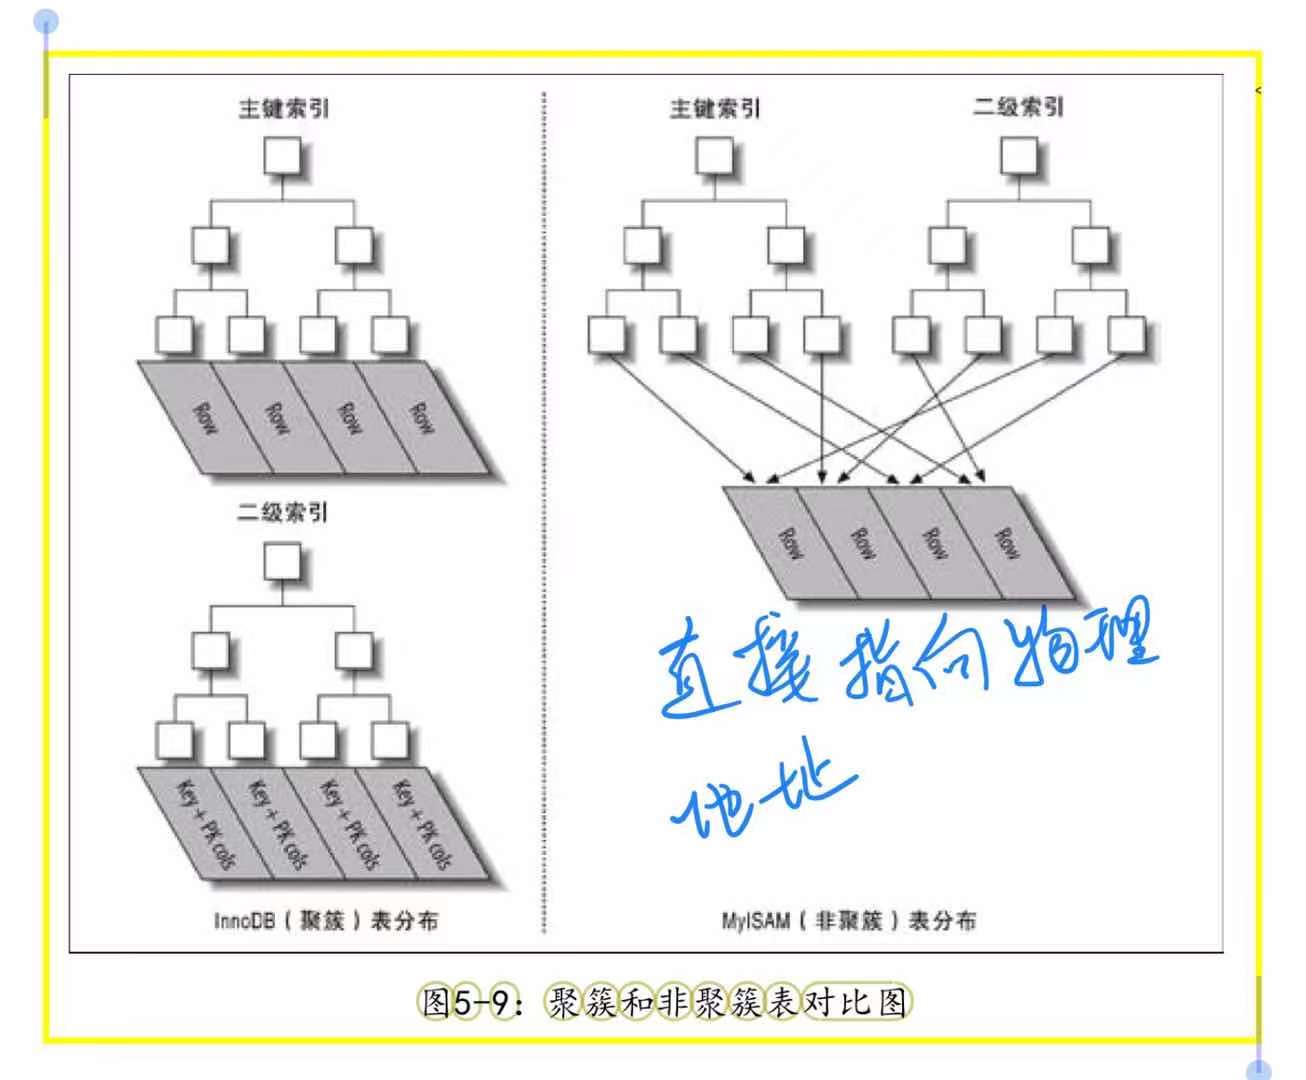 主键索引
Row Row Row Row
二级索引
Key + PK cols Key + PK cols Key + PK cols Key + PK cols
InnoDB（聚簇）表分布
主键索引 二级索引
Row Row Row Row
直接指向物理
地址
MyISAM（非聚簇）表分布
图5-9：聚簇和非聚簇表对比图